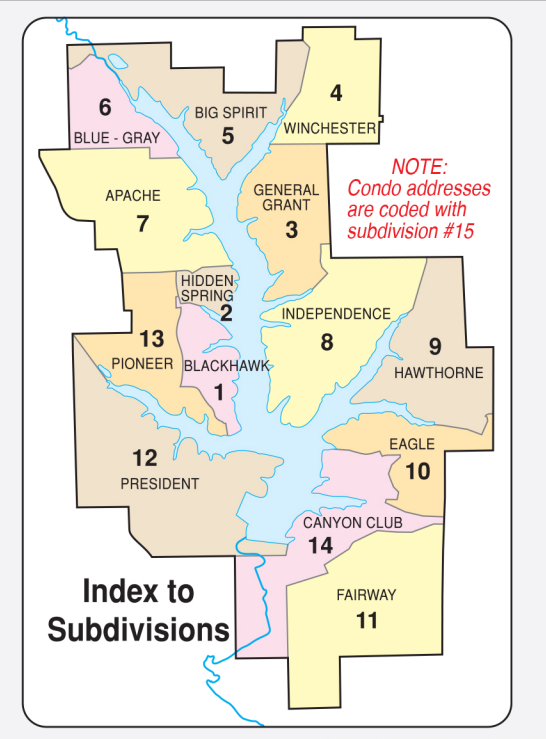 6
BLUE - GRAY
BIG SPIRIT
5
4
WINCHESTER
NOTE:
Condo addresses
are coded with
subdivision #15
APACHE
7
GENERAL
GRANT
3
HIDDEN
SPRING
2
INDEPENDENCE
8
13
PIONEER
BLACKHAWK
1
9
HAWTHORNE
12
PRESIDENT
EAGLE
10
CANYON CLUB
14
Index to
Subdivisions
FAIRWAY
11